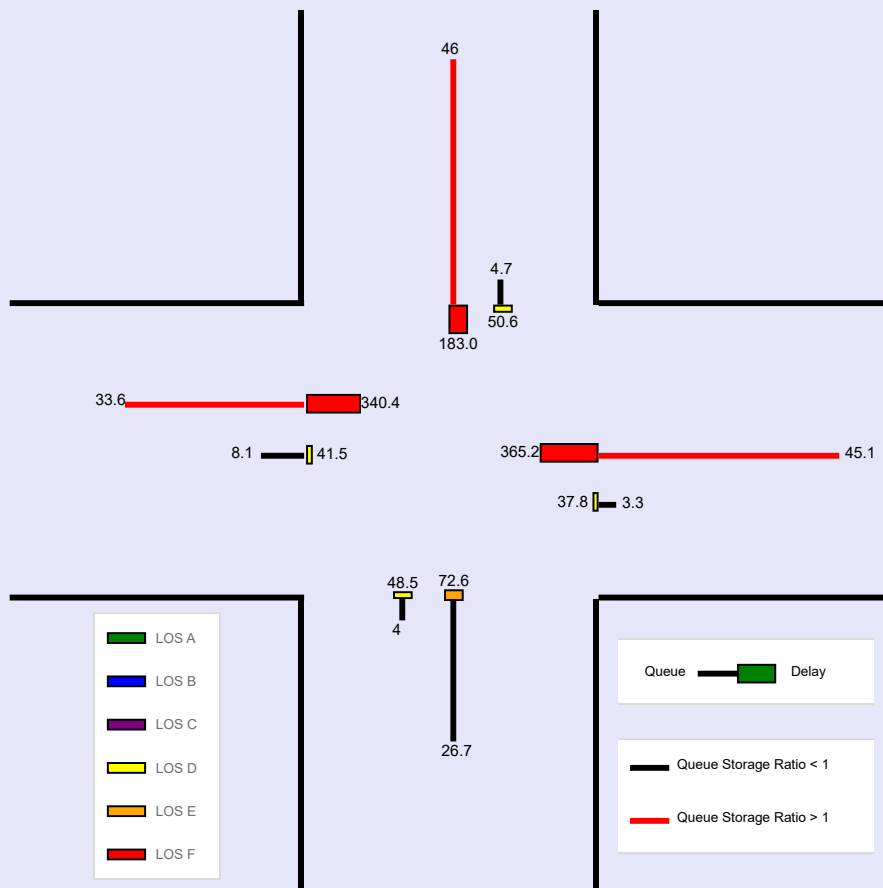 46
4.7
50.6
183.0
33.6
340.4
8.1
41.5
365.2
45.1
37.8
3.3
48.5
72.6
4
26.7
LOS A
LOS B
LOS C
LOS D
LOS E
LOS F
Queue
Delay
Queue Storage Ratio < 1
Queue Storage Ratio > 1